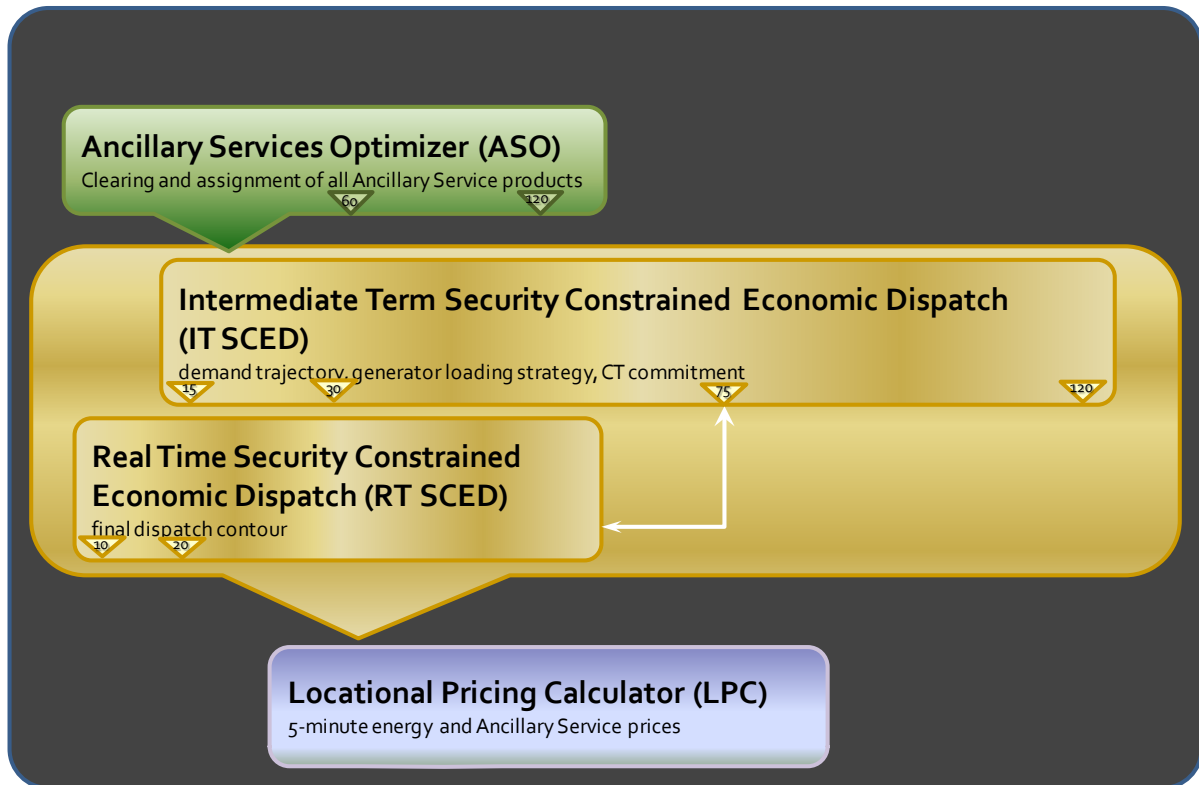 Ancillary Services Optimizer (ASO)
Clearing and assignment of all Ancillary Service products
60
120
Intermediate Term Security Constrained Economic Dispatch
(IT SCED)
demand trajectory, generator loading strategy, CT commitment
15
30
75
120
Real Time Security Constrained
Economic Dispatch (RT SCED)
final dispatch contour
10
20
Locational Pricing Calculator (LPC)
5-minute energy and Ancillary Service prices